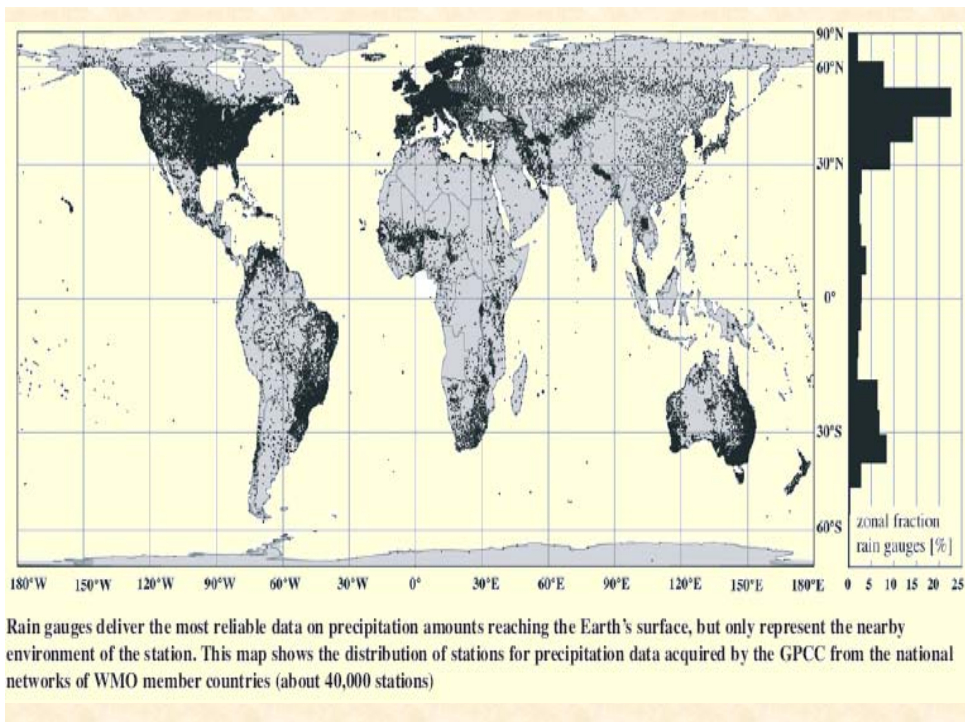 90°N
60°N
30°N
0°
30°S
60°S
zonal fraction
rain gauges [%]
180°W 150°W 120°W 90°W 60°W 30°W 0° 30°E 60°E 90°E 120°E 150°E 180°E 0 5 10 15 20 25
Rain gauges deliver the most reliable data on precipitation amounts reaching the Earth's surface, but only represent the nearby
environment of the station. This map shows the distribution of stations for precipitation data acquired by the GPCC from the national
networks of WMO member countries (about 40,000 stations)